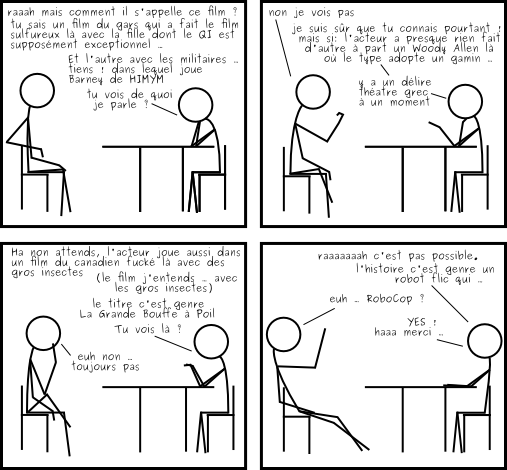 raaah mais comment il s'appelle ce film ?
tu sais un film du gars qui a fait le film
sulfureux là avec la fille dont le QI est
supposément exceptionnel ...
Et l'autre avec les militaires ...
tiens ! dans lequel joue
Barney de HIMYM
tu vois de quoi
je parle ?
non je vois pas
je suis sûr que tu connais pourtant !
mais si: l'acteur a presque rien fait
d'autre à part un Woody Allen là
où le type adopte un gamin ...
y a un délire
théatre grec
à un moment
Ha non attends, l'acteur joue aussi dans
un film du canadien tucké là avec des
gros insectes
(le film j'entends ... avec
les gros insectes)
le titre c'est genre
La Grande Bouffe à Poil
Tu vois là ?
euh non ...
toujours pas
raaaaaaah c'est pas possible.
l'histoire c'est genre un
robot flic qui ...
euh ... RoboCop ?
YES !
haaa merci ...